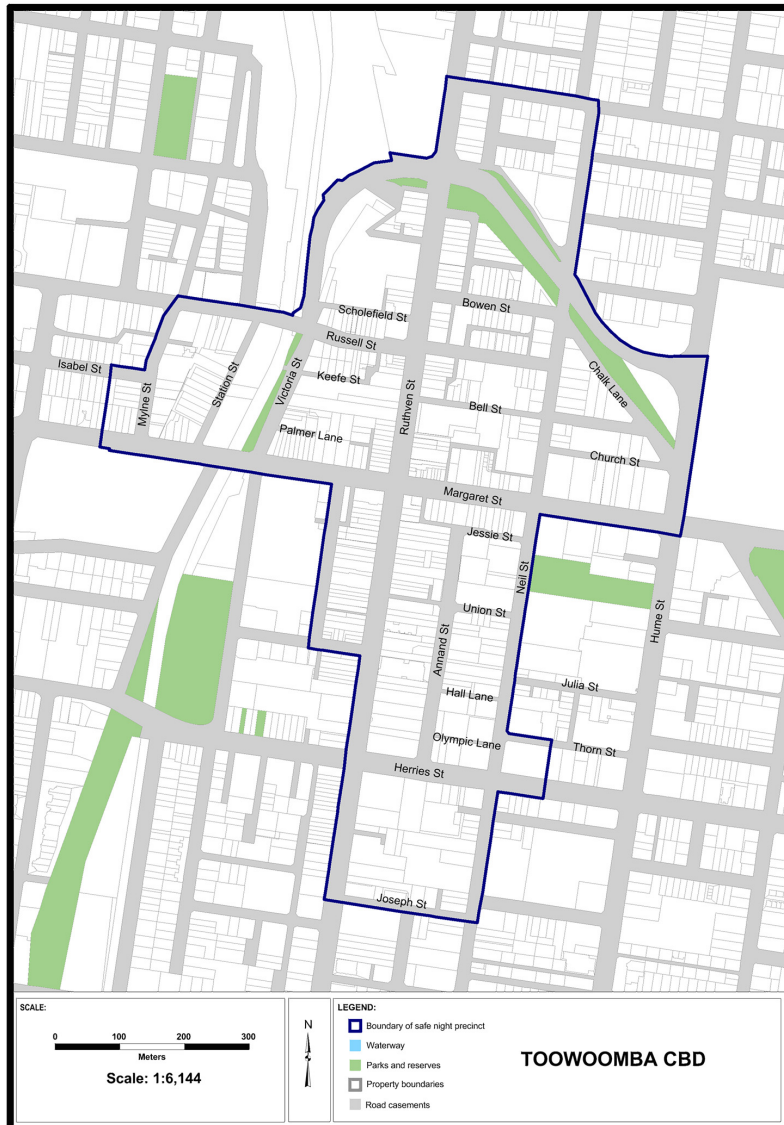 Scholefield St
Bowen St
Russell St
Isabel St
Mylne St
Station St
Victoria St
Keefe St
Ruthven St
Chalk Lane
Bell St
Palmer Lane
Church St
Margaret St
Jessie St
Neil St
Union St
Annand St
Hume St
Julia St
Hall Lane
Olympic Lane
Thorn St
Herries St
Joseph St
SCALE:
0 100 200 300
Meters
Scale: 1:6,144
N
LEGEND:
Boundary of safe night precinct
Waterway
Parks and reserves
Property boundaries
Road casements
TOOWOOMBA CBD